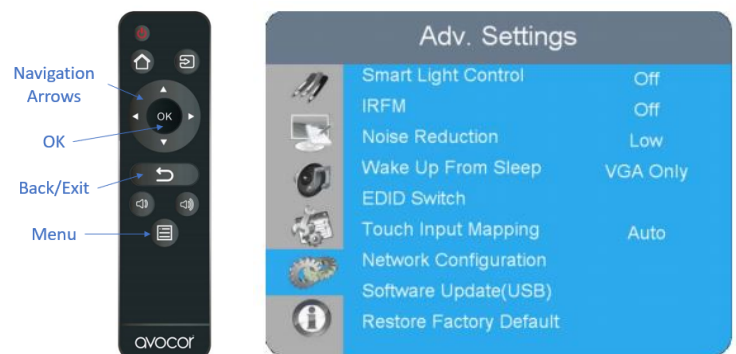 Navigation
Arrows
OK
Back/Exit
Menu
OK
avocor
Adv. Settings
Smart Light Control Off
IRFM Off
Noise Reduction Low
Wake Up From Sleep VGA Only
EDID Switch
Touch Input Mapping Auto
Network Configuration
Software Update(USB)
Restore Factory Default